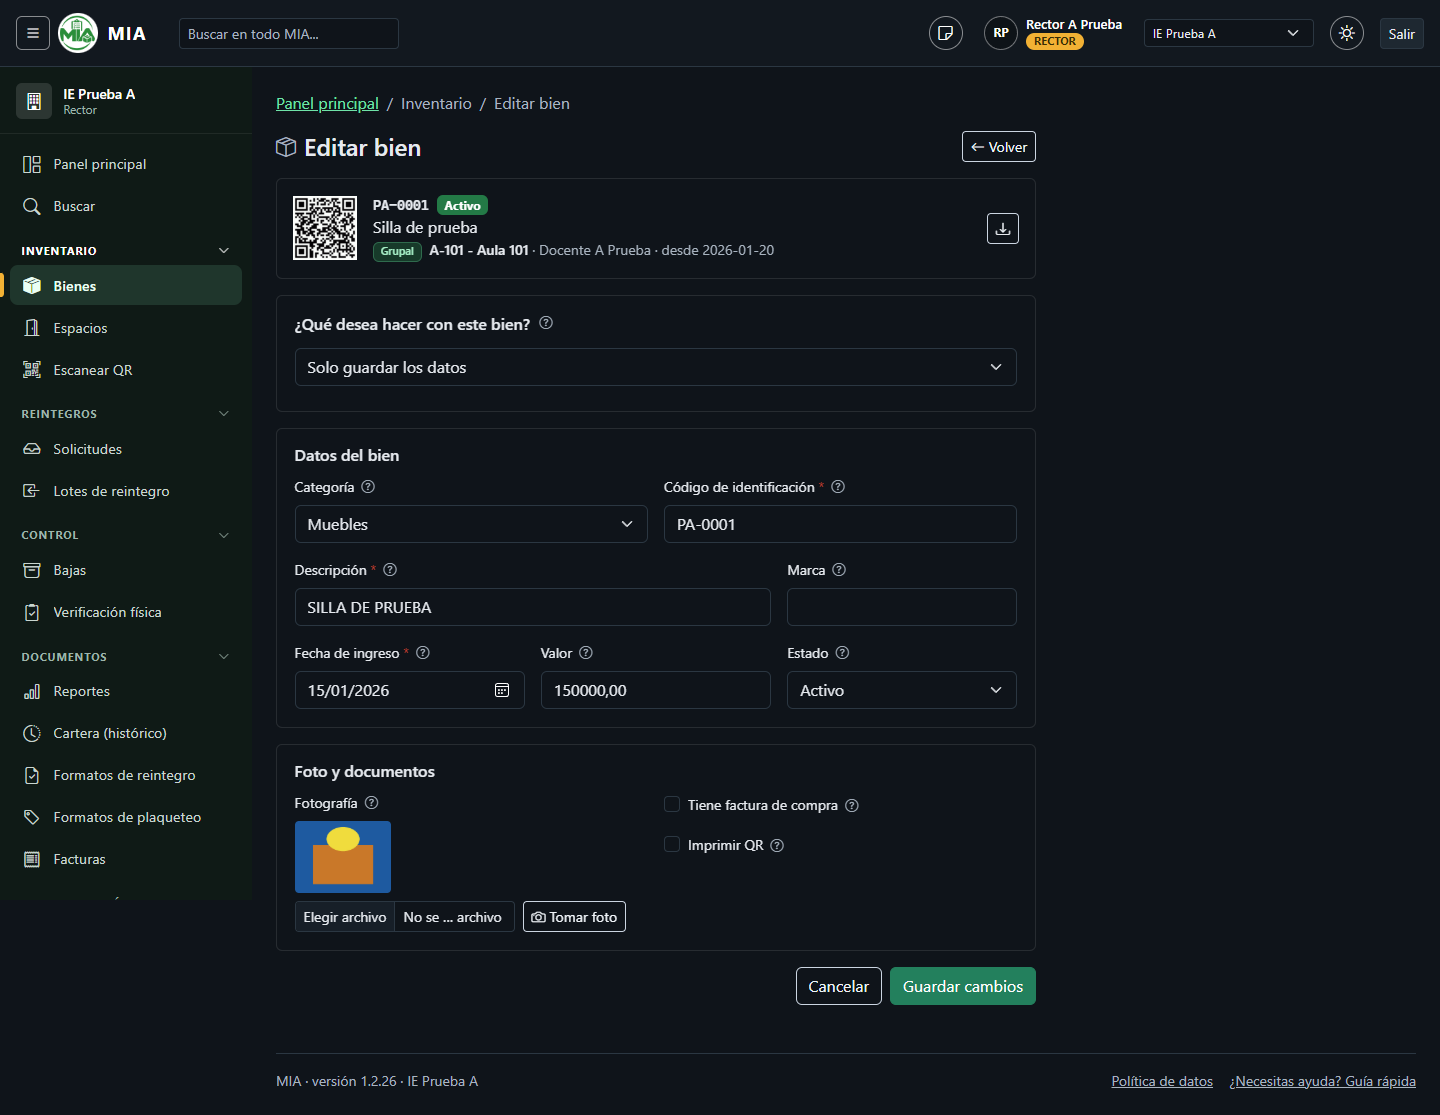 MIA
Buscar en todo MIA...
RP
Rector A Prueba
RECTOR
IE Prueba A
Salir
IE Prueba A
Rector
Panel principal
Buscar
INVENTARIO
Bienes
Espacios
Escanear QR
REINTEGROS
Solicitudes
Lotes de reintegro
CONTROL
Bajas
Verificación física
DOCUMENTOS
Reportes
Cartera (histórico)
Formatos de reintegro
Formatos de plaqueteo
Facturas
Panel principal / Inventario / Editar bien
Editar bien
Volver
PA-0001 Activo
Silla de prueba
Grupal A-101 - Aula 101 · Docente A Prueba · desde 2026-01-20
¿Qué desea hacer con este bien?
Solo guardar los datos
Datos del bien
Categoría
Código de identificación *
Muebles
PA-0001
Descripción *
Marca
SILLA DE PRUEBA
Fecha de ingreso *
Valor
Estado
15/01/2026
150000,00
Activo
Foto y documentos
Fotografía
Tiene factura de compra
Imprimir QR
Elegir archivo
No se ... archivo
Tomar foto
Cancelar
Guardar cambios
MIA · versión 1.2.26 · IE Prueba A
Política de datos
¿Necesitas ayuda? Guía rápida